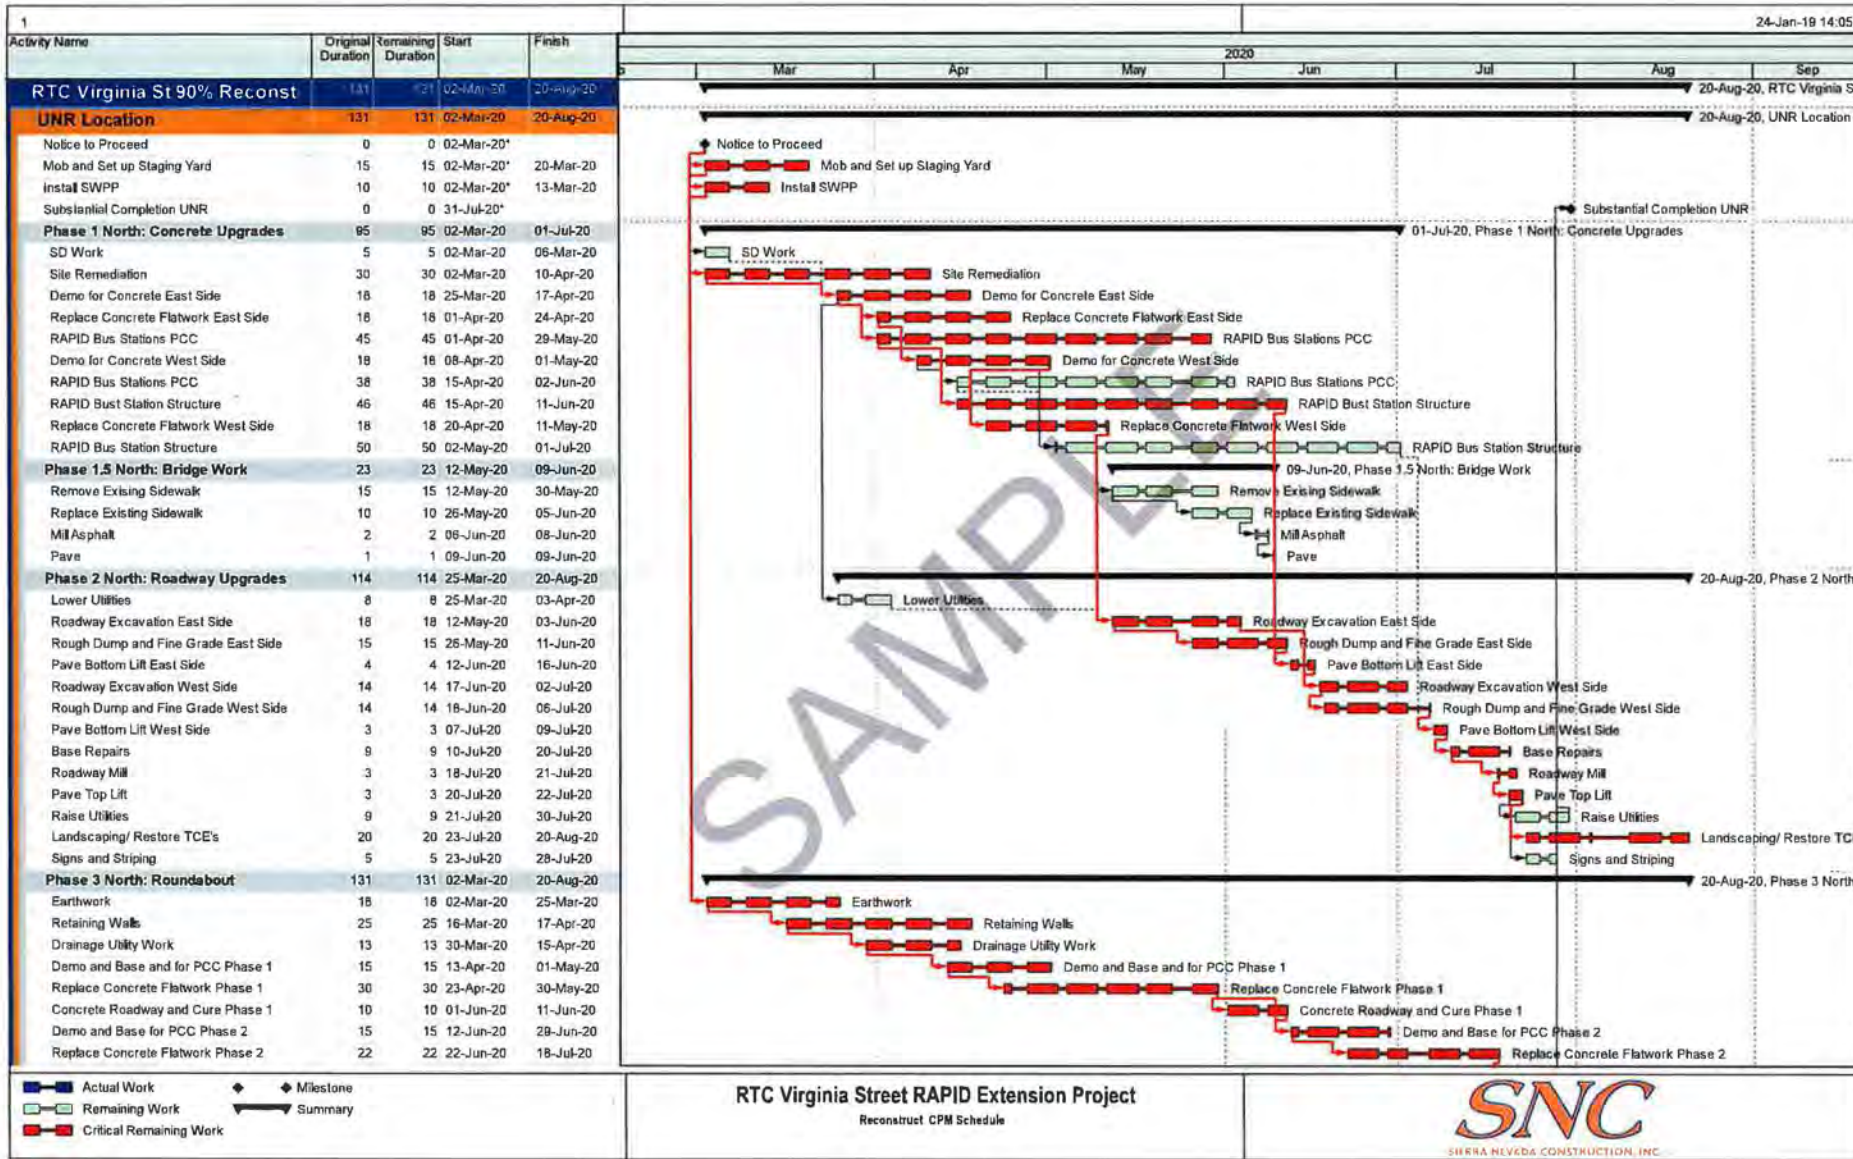 1
24-Jan-19 14:05
Activity Name Original Duration Remaining Duration Start Finish
2020
Mar Apr May Jun Jul Aug Sep
RTC Virginia St 90% Reconst 131 131 02-Mar-20 20-Aug-20 20-Aug-20, RTC Virginia S
UNR Location 131 131 02-Mar-20 20-Aug-20 20-Aug-20, UNR Location
Notice to Proceed 0 0 02-Mar-20* Notice to Proceed
Mob and Set up Staging Yard 15 15 02-Mar-20* 20-Mar-20 Mob and Set up Staging Yard
Install SWPP 10 10 02-Mar-20* 13-Mar-20 Install SWPP
Substantial Completion UNR 0 0 31-Jul-20* Substantial Completion UNR
Phase 1 North: Concrete Upgrades 95 95 02-Mar-20 01-Jul-20 01-Jul-20, Phase 1 North: Concrete Upgrades
SD Work 5 5 02-Mar-20 06-Mar-20 SD Work
Site Remediation 30 30 02-Mar-20 10-Apr-20 Site Remediation
Demo for Concrete East Side 18 18 25-Mar-20 17-Apr-20 Demo for Concrete East Side
Replace Concrete Flatwork East Side 18 18 01-Apr-20 24-Apr-20 Replace Concrete Flatwork East Side
RAPID Bus Stations PCC 45 45 01-Apr-20 29-May-20 RAPID Bus Stations PCC
Demo for Concrete West Side 18 18 08-Apr-20 01-May-20 Demo for Concrete West Side
RAPID Bus Stations PCC 38 38 15-Apr-20 02-Jun-20 RAPID Bus Stations PCC
RAPID Bust Station Structure 46 46 15-Apr-20 11-Jun-20 RAPID Bust Station Structure
Replace Concrete Flatwork West Side 18 18 20-Apr-20 11-May-20 Replace Concrete Flatwork West Side
RAPID Bus Station Structure 50 50 02-May-20 01-Jul-20 RAPID Bus Station Structure
Phase 1.5 North: Bridge Work 23 23 12-May-20 09-Jun-20 09-Jun-20, Phase 1.5 North: Bridge Work
Remove Exising Sidewalk 15 15 12-May-20 30-May-20 Remove Exising Sidewalk
Replace Existing Sidewalk 10 10 26-May-20 05-Jun-20 Replace Existing Sidewalk
Mill Asphalt 2 2 06-Jun-20 08-Jun-20 Mill Asphalt
Pave 1 1 09-Jun-20 09-Jun-20 Pave
Phase 2 North: Roadway Upgrades 114 114 25-Mar-20 20-Aug-20 20-Aug-20, Phase 2 North
Lower Utilities 8 8 25-Mar-20 03-Apr-20 Lower Utilities
Roadway Excavation East Side 18 18 12-May-20 03-Jun-20 Roadway Excavation East Side
Rough Dump and Fine Grade East Side 15 15 26-May-20 11-Jun-20 Rough Dump and Fine Grade East Side
Pave Bottom Lift East Side 4 4 12-Jun-20 16-Jun-20 Pave Bottom Lift East Side
Roadway Excavation West Side 14 14 17-Jun-20 02-Jul-20 Roadway Excavation West Side
Rough Dump and Fine Grade West Side 14 14 18-Jun-20 06-Jul-20 Rough Dump and Fine Grade West Side
Pave Bottom Lift West Side 3 3 07-Jul-20 09-Jul-20 Pave Bottom Lift West Side
Base Repairs 9 9 10-Jul-20 20-Jul-20 Base Repairs
Roadway Mill 3 3 18-Jul-20 21-Jul-20 Roadway Mill
Pave Top Lift 3 3 20-Jul-20 22-Jul-20 Pave Top Lift
Raise Utilities 9 9 21-Jul-20 30-Jul-20 Raise Utilities
Landscaping/ Restore TCE's 20 20 23-Jul-20 20-Aug-20 Landscaping/ Restore TC
Signs and Striping 5 5 23-Jul-20 28-Jul-20 Signs and Striping
Phase 3 North: Roundabout 131 131 02-Mar-20 20-Aug-20 20-Aug-20, Phase 3 North
Earthwork 18 18 02-Mar-20 25-Mar-20 Earthwork
Retaining Walls 25 25 16-Mar-20 17-Apr-20 Retaining Walls
Drainage Utility Work 13 13 30-Mar-20 15-Apr-20 Drainage Utility Work
Demo and Base and for PCC Phase 1 15 15 13-Apr-20 01-May-20 Demo and Base and for PCC Phase 1
Replace Concrete Flatwork Phase 1 30 30 23-Apr-20 30-May-20 Replace Concrete Flatwork Phase 1
Concrete Roadway and Cure Phase 1 10 10 01-Jun-20 11-Jun-20 Concrete Roadway and Cure Phase 1
Demo and Base for PCC Phase 2 15 15 12-Jun-20 29-Jun-20 Demo and Base for PCC Phase 2
Replace Concrete Flatwork Phase 2 22 22 22-Jun-20 18-Jul-20 Replace Concrete Flatwork Phase 2
SAMPLE
Actual Work Milestone
Remaining Work Summary
Critical Remaining Work
RTC Virginia Street RAPID Extension Project
Reconstruct CPM Schedule
SNC
SIERRA NEVADA CONSTRUCTION, INC.